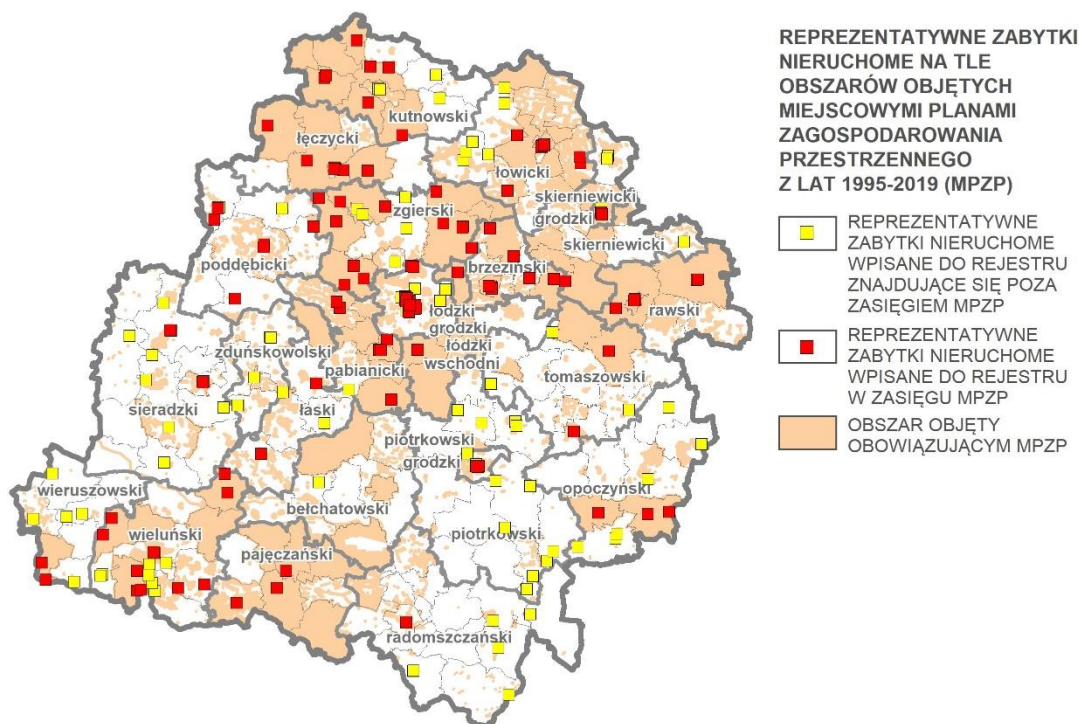 REPREZENTATYWNE ZABYTKI
NIERUCHOME NA TLE
OBSZARÓW OBJĘTYCH
MIEJSCOWYMI PLANAMI
ZAGOSPODAROWANIA
PRZESTRZENNEGO
Z LAT 1995-2019 (MPZP)
REPREZENTATYWNE
ZABYTKI NIERUCHOME
WPISANE DO REJESTRU
ZNAJDUJĄCE SIĘ POZA
ZASIĘGIEM MPZP
REPREZENTATYWNE
ZABYTKI NIERUCHOME
WPISANE DO REJESTRU
W ZASIĘGU MPZP
OBSZAR OBJĘTY
OBOWIĄZUJĄCYM MPZP
kutnowski
łęczycki
łowicki
zgierski
skierniewicki
grodzki
skierniewicki
poddębicki
brzeziński
rawski
łódzki
grodzki
łódzki
wschodni
zduńskowolski
pabianicki
tomaszowski
sieradzki
łaski
piotrkowski
grodzki
wieruszowski
opoczyński
bełchatowski
wieluński
piotrkowski
pajęczański
radomszczański